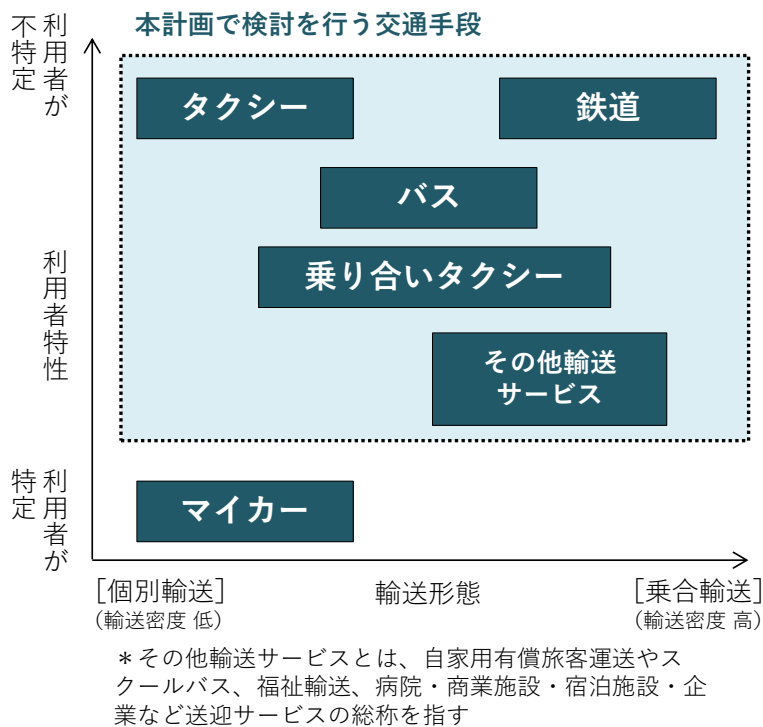 本計画で検討を行う交通手段
利用者が
不特定
タクシー
鉄道
バス
乗り合いタクシー
利用者特性
その他輸送
サービス
利用者が
特定
マイカー
[個別輸送]
(輸送密度 低)
輸送形態
[乗合輸送]
(輸送密度 高)
＊その他輸送サービスとは、自家用有償旅客運送やス
クールバス、福祉輸送、病院・商業施設・宿泊施設・企
業など送迎サービスの総称を指す